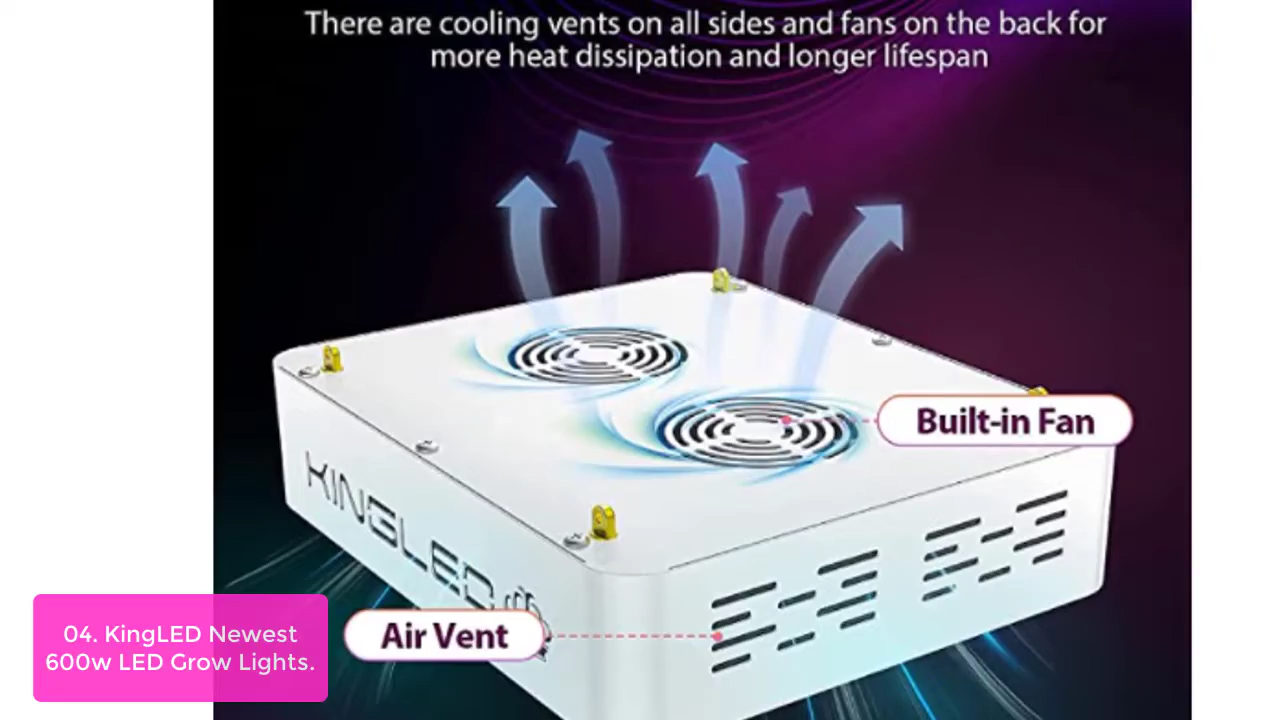 There are cooling vents on all sides and fans on the back for
more heat dissipation and longer lifespan
Built-in Fan
KINGLED
Air Vent
04. KingLED Newest
600w LED Grow Lights.